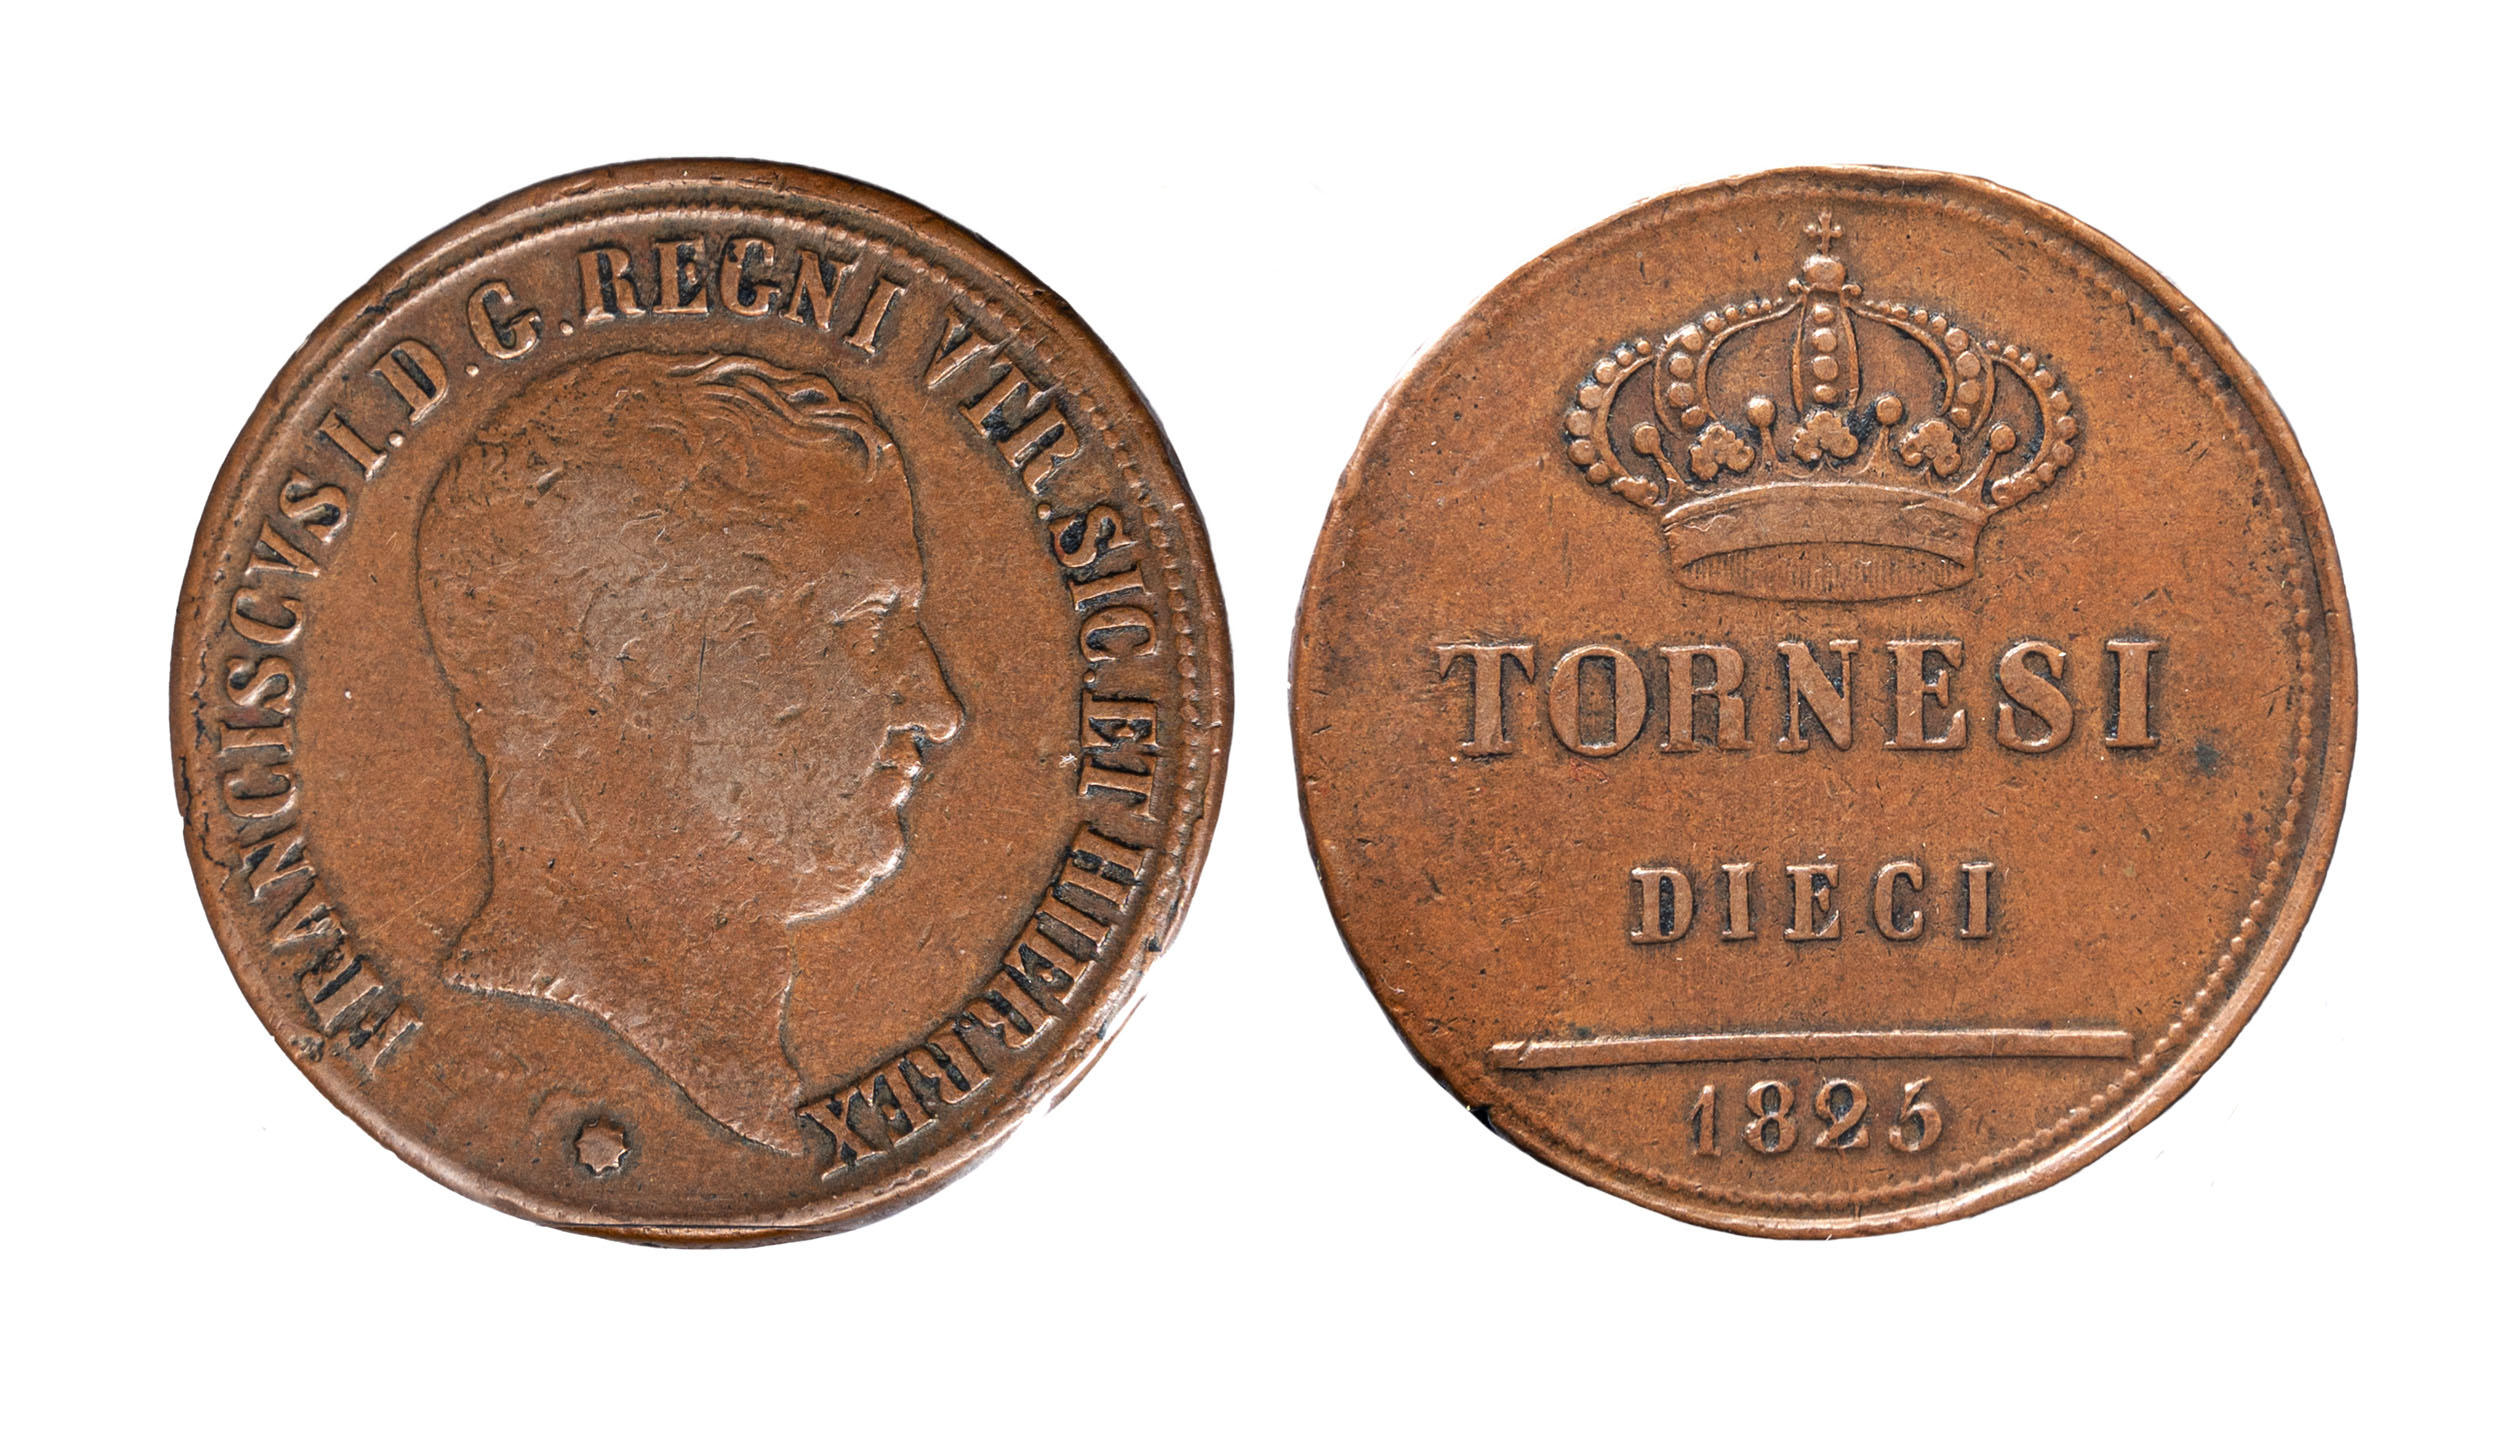 FRANCISCVS I. D. G. REGNI VTR. SIC. ET HIER. REX
TORNESI
DIECI
1825